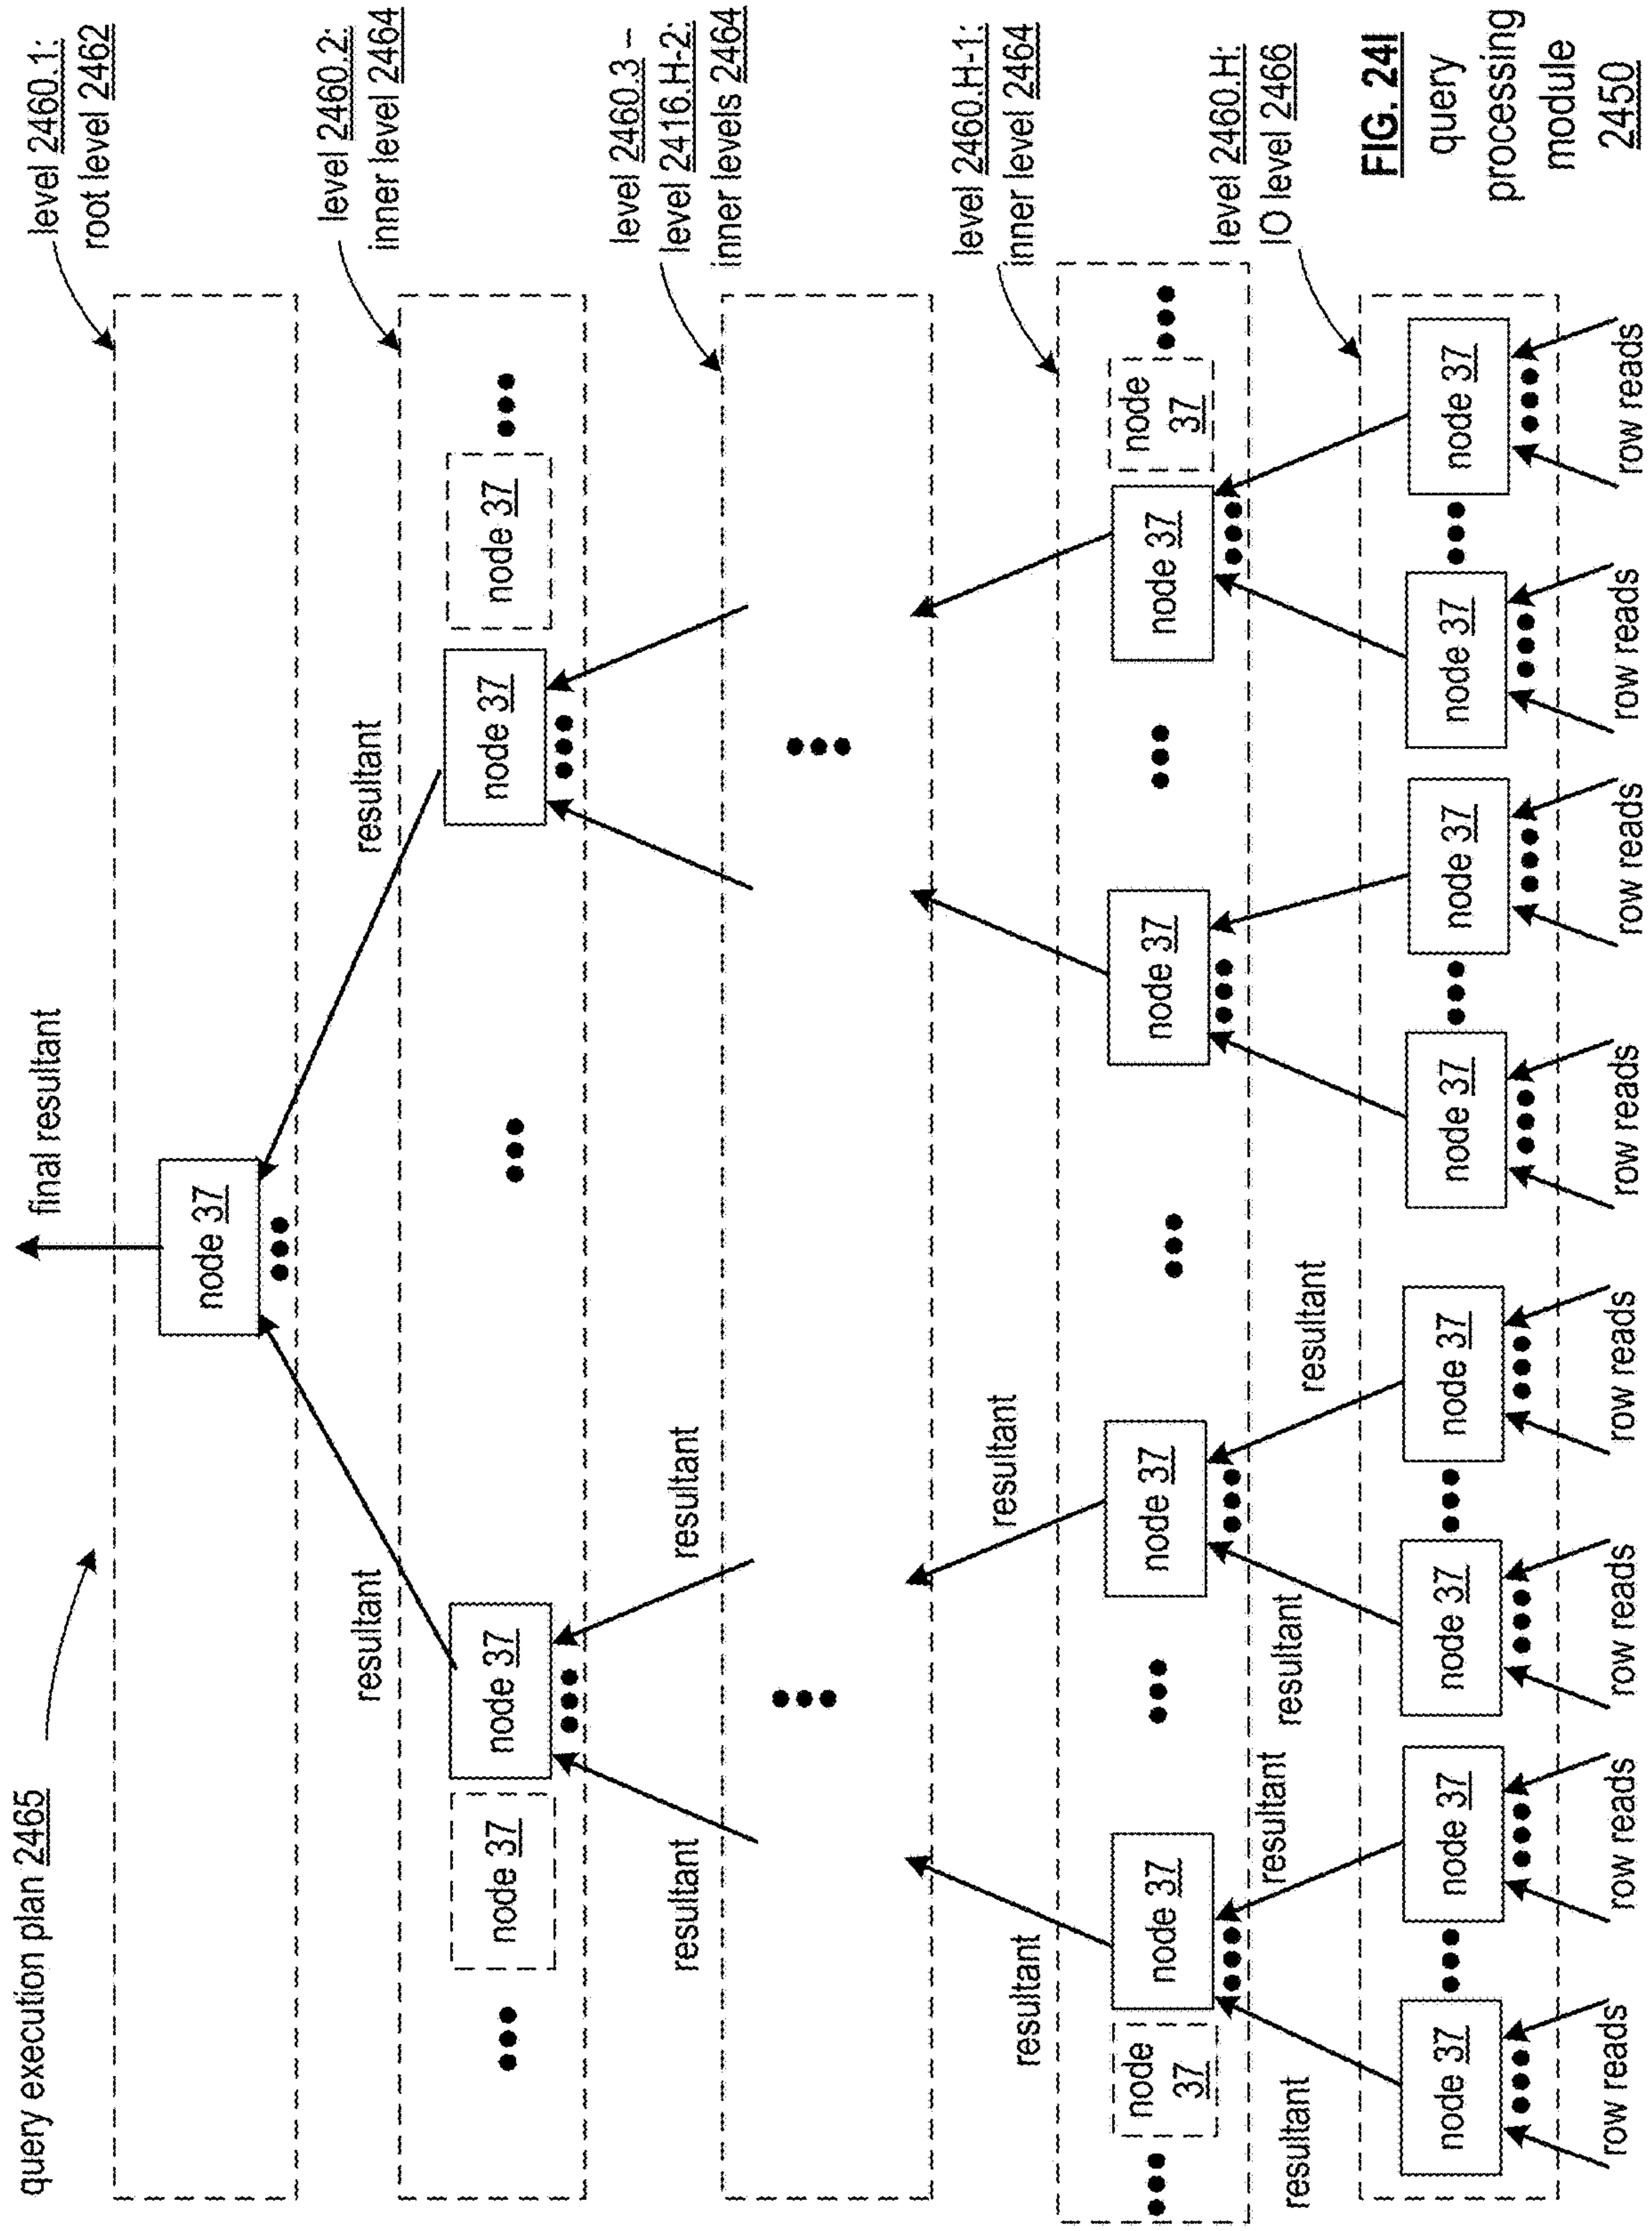 query execution plan 2465
final resultant
level 2460.1:
root level 2462
node 37
resultant
resultant
level 2460.2:
inner level 2464
node 37
node 37
node 37
node 37
resultant
resultant
level 2460.3 –
level 2416.H-2:
inner levels 2464
resultant
resultant
level 2460.H-1:
inner level 2464
node
37
node 37
node 37
node 37
node 37
node
37
resultant
resultant
resultant
resultant
level 2460.H:
IO level 2466
node 37
node 37
node 37
node 37
node 37
node 37
node 37
node 37
row reads
row reads
row reads
row reads
row reads
row reads
row reads
row reads
FIG. 24I
query
processing
module
2450